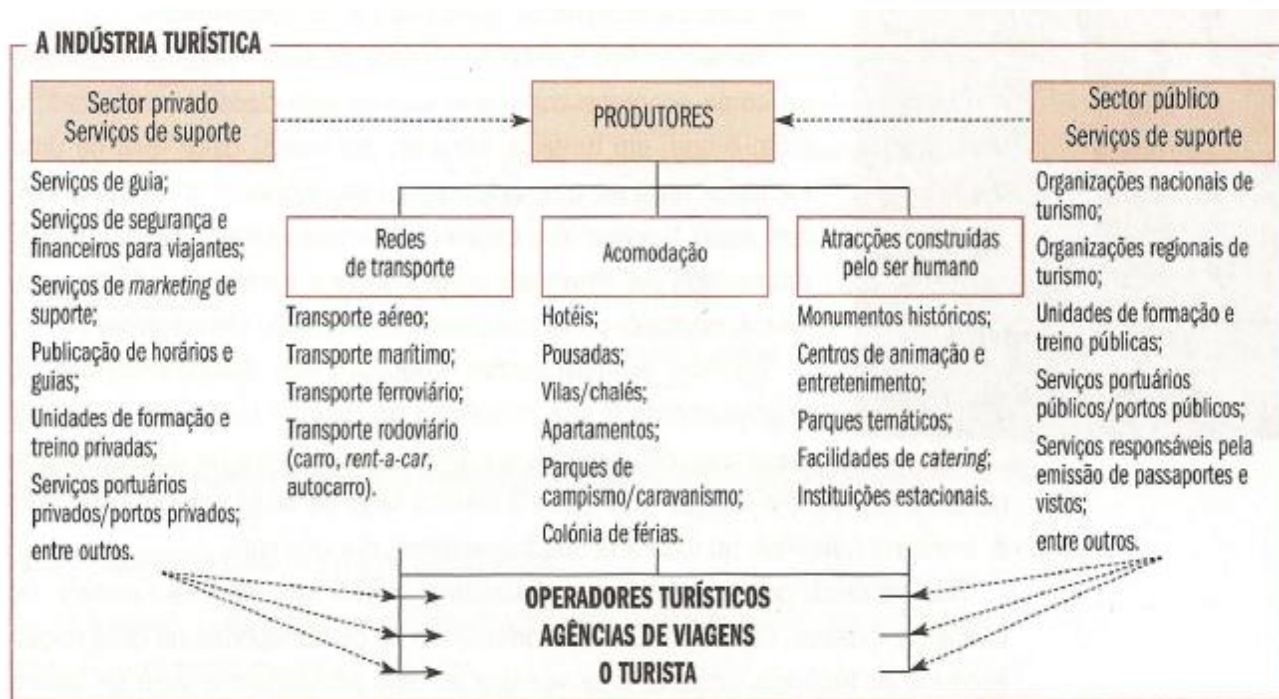 A INDÚSTRIA TURÍSTICA
Sector privado
Serviços de suporte
Serviços de guia;
Serviços de segurança e
financeiros para viajantes;
Serviços de marketing de
suporte;
Publicação de horários e
guias;
Unidades de formação e
treino privadas;
Serviços portuários
privados/portos privados;
entre outros.
PRODUTORES
Redes
de transporte
Transporte aéreo;
Transporte marítimo;
Transporte ferroviário;
Transporte rodoviário
(carro, rent-a-car,
autocarro).
Acomodação
Hotéis;
Pousadas;
Vilas/chalés;
Apartamentos;
Parques de
campismo/caravanismo;
Colónia de férias.
Atracções construídas
pelo ser humano
Monumentos históricos;
Centros de animação e
entretenimento;
Parques temáticos;
Facilidades de catering;
Instituições estacionais.
Sector público
Serviços de suporte
Organizações nacionais de
turismo;
Organizações regionais de
turismo;
Unidades de formação e
treino públicas;
Serviços portuários
públicos/portos públicos;
Serviços responsáveis pela
emissão de passaportes e
vistos;
entre outros.
OPERADORES TURÍSTICOS
AGÊNCIAS DE VIAGENS
O TURISTA